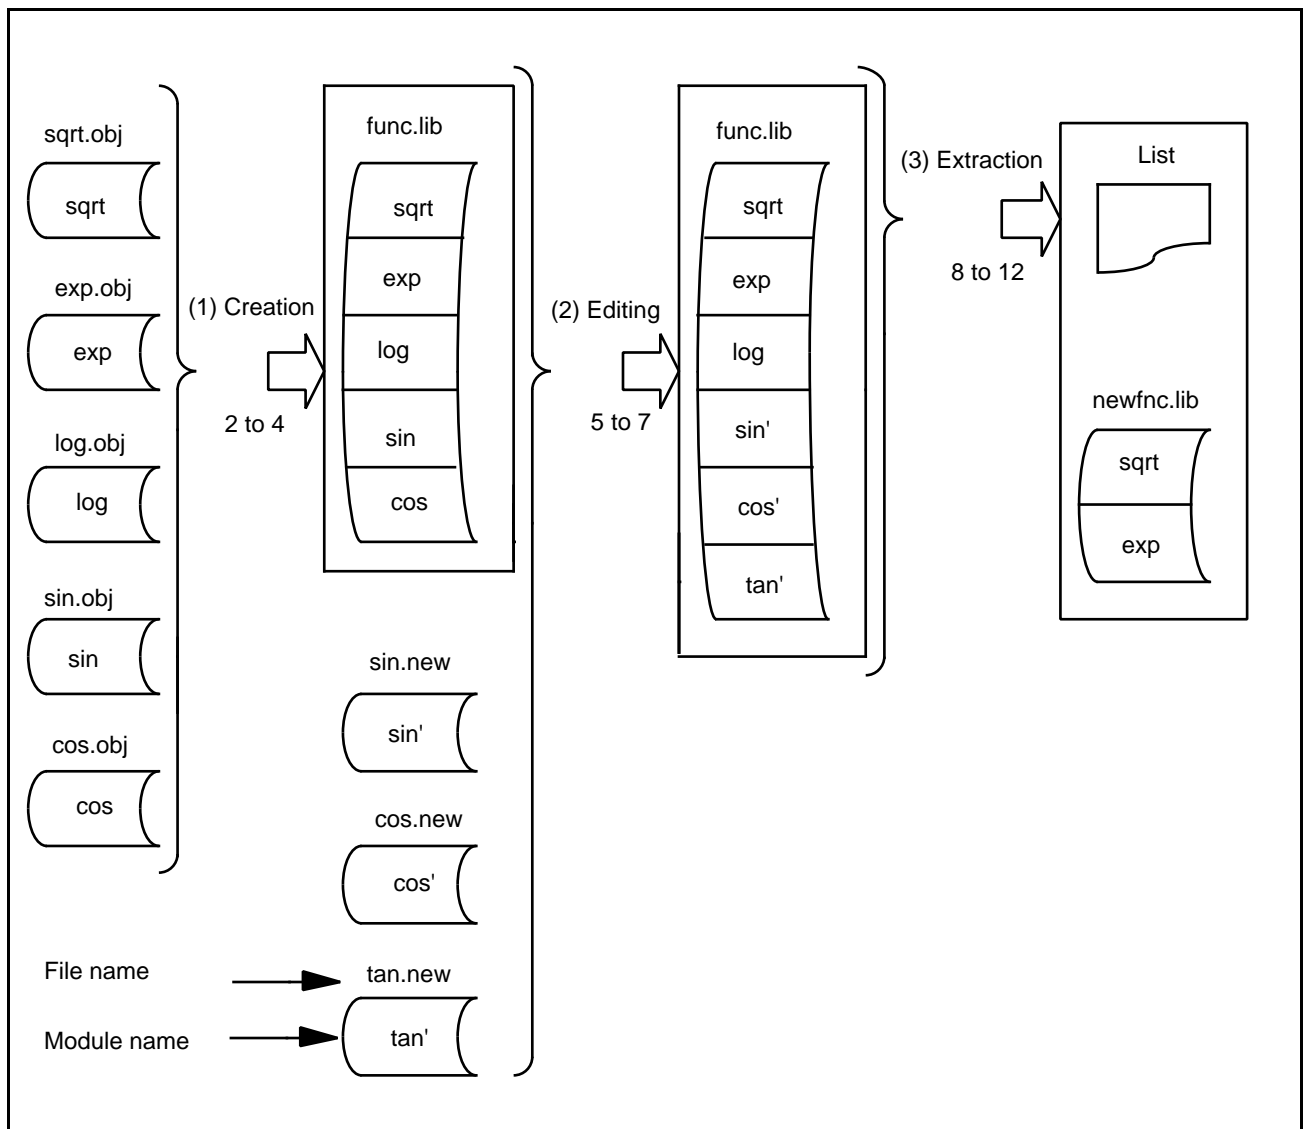 sqrt.obj
sqrt
exp.obj
exp
log.obj
log
sin.obj
sin
cos.obj
cos
(1) Creation
2 to 4
func.lib
sqrt
exp
log
sin
cos
sin.new
sin'
cos.new
cos'
File name
tan.new
Module name
tan'
(2) Editing
5 to 7
func.lib
sqrt
exp
log
sin'
cos'
tan'
(3) Extraction
8 to 12
List
newfnc.lib
sqrt
exp